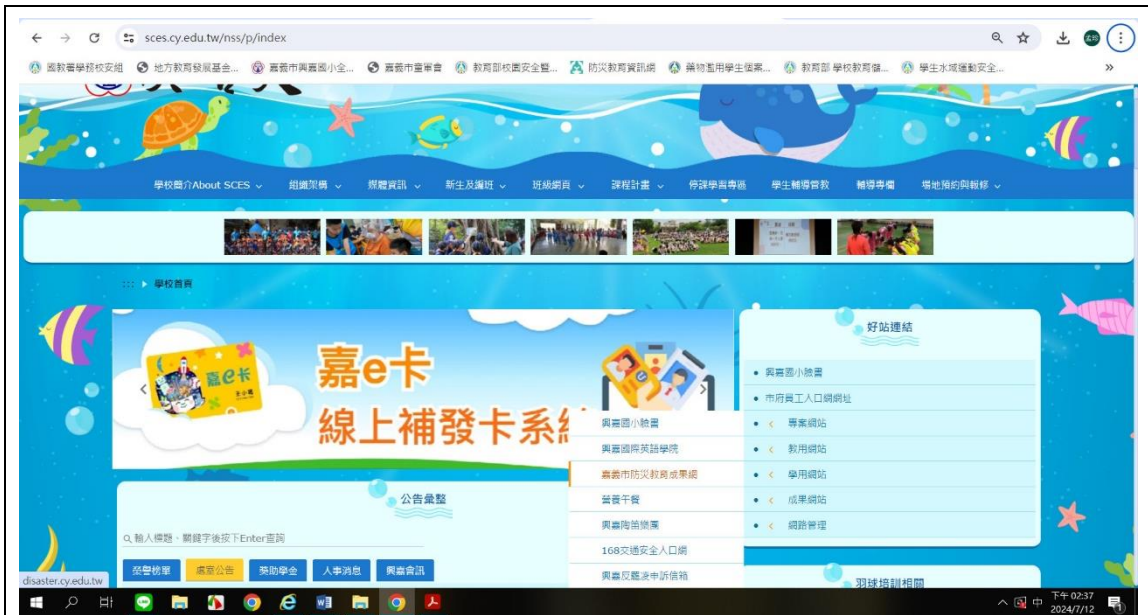 sces.cy.edu.tw/nss/p/index
國教署學務校安組 地方教育發展基金... 嘉義市興嘉國小全... 嘉義市童軍會 教育部校園安全暨... 防災教育資訊網 藥物濫用學生個案... 教育部 學校教育儲... 學生水域運動安全... »
學校簡介About SCES 組織架構 媒體資訊 新生及編班 班級網頁 課程計畫 停課學習專區 學生輔導管教 輔導專欄 場地預約與報修
::: 學校首頁
嘉e卡
嘉e卡
線上補發卡系統
好站連結
興嘉國小臉書
市府員工入口網網址
專案網站
教用網站
學用網站
成果網站
網路管理
興嘉國小臉書
興嘉國際英語學院
嘉義市防災教育成果網
營養午餐
興嘉陶笛樂團
168交通安全入口網
興嘉反霸凌申訴信箱
公告彙整
輸入標題、關鍵字後按下Enter查詢
榮譽榜單 處室公告 獎助學金 人事消息 興嘉會訊
羽球培訓相關
disaster.cy.edu.tw
中 下午 02:37
2024/7/12